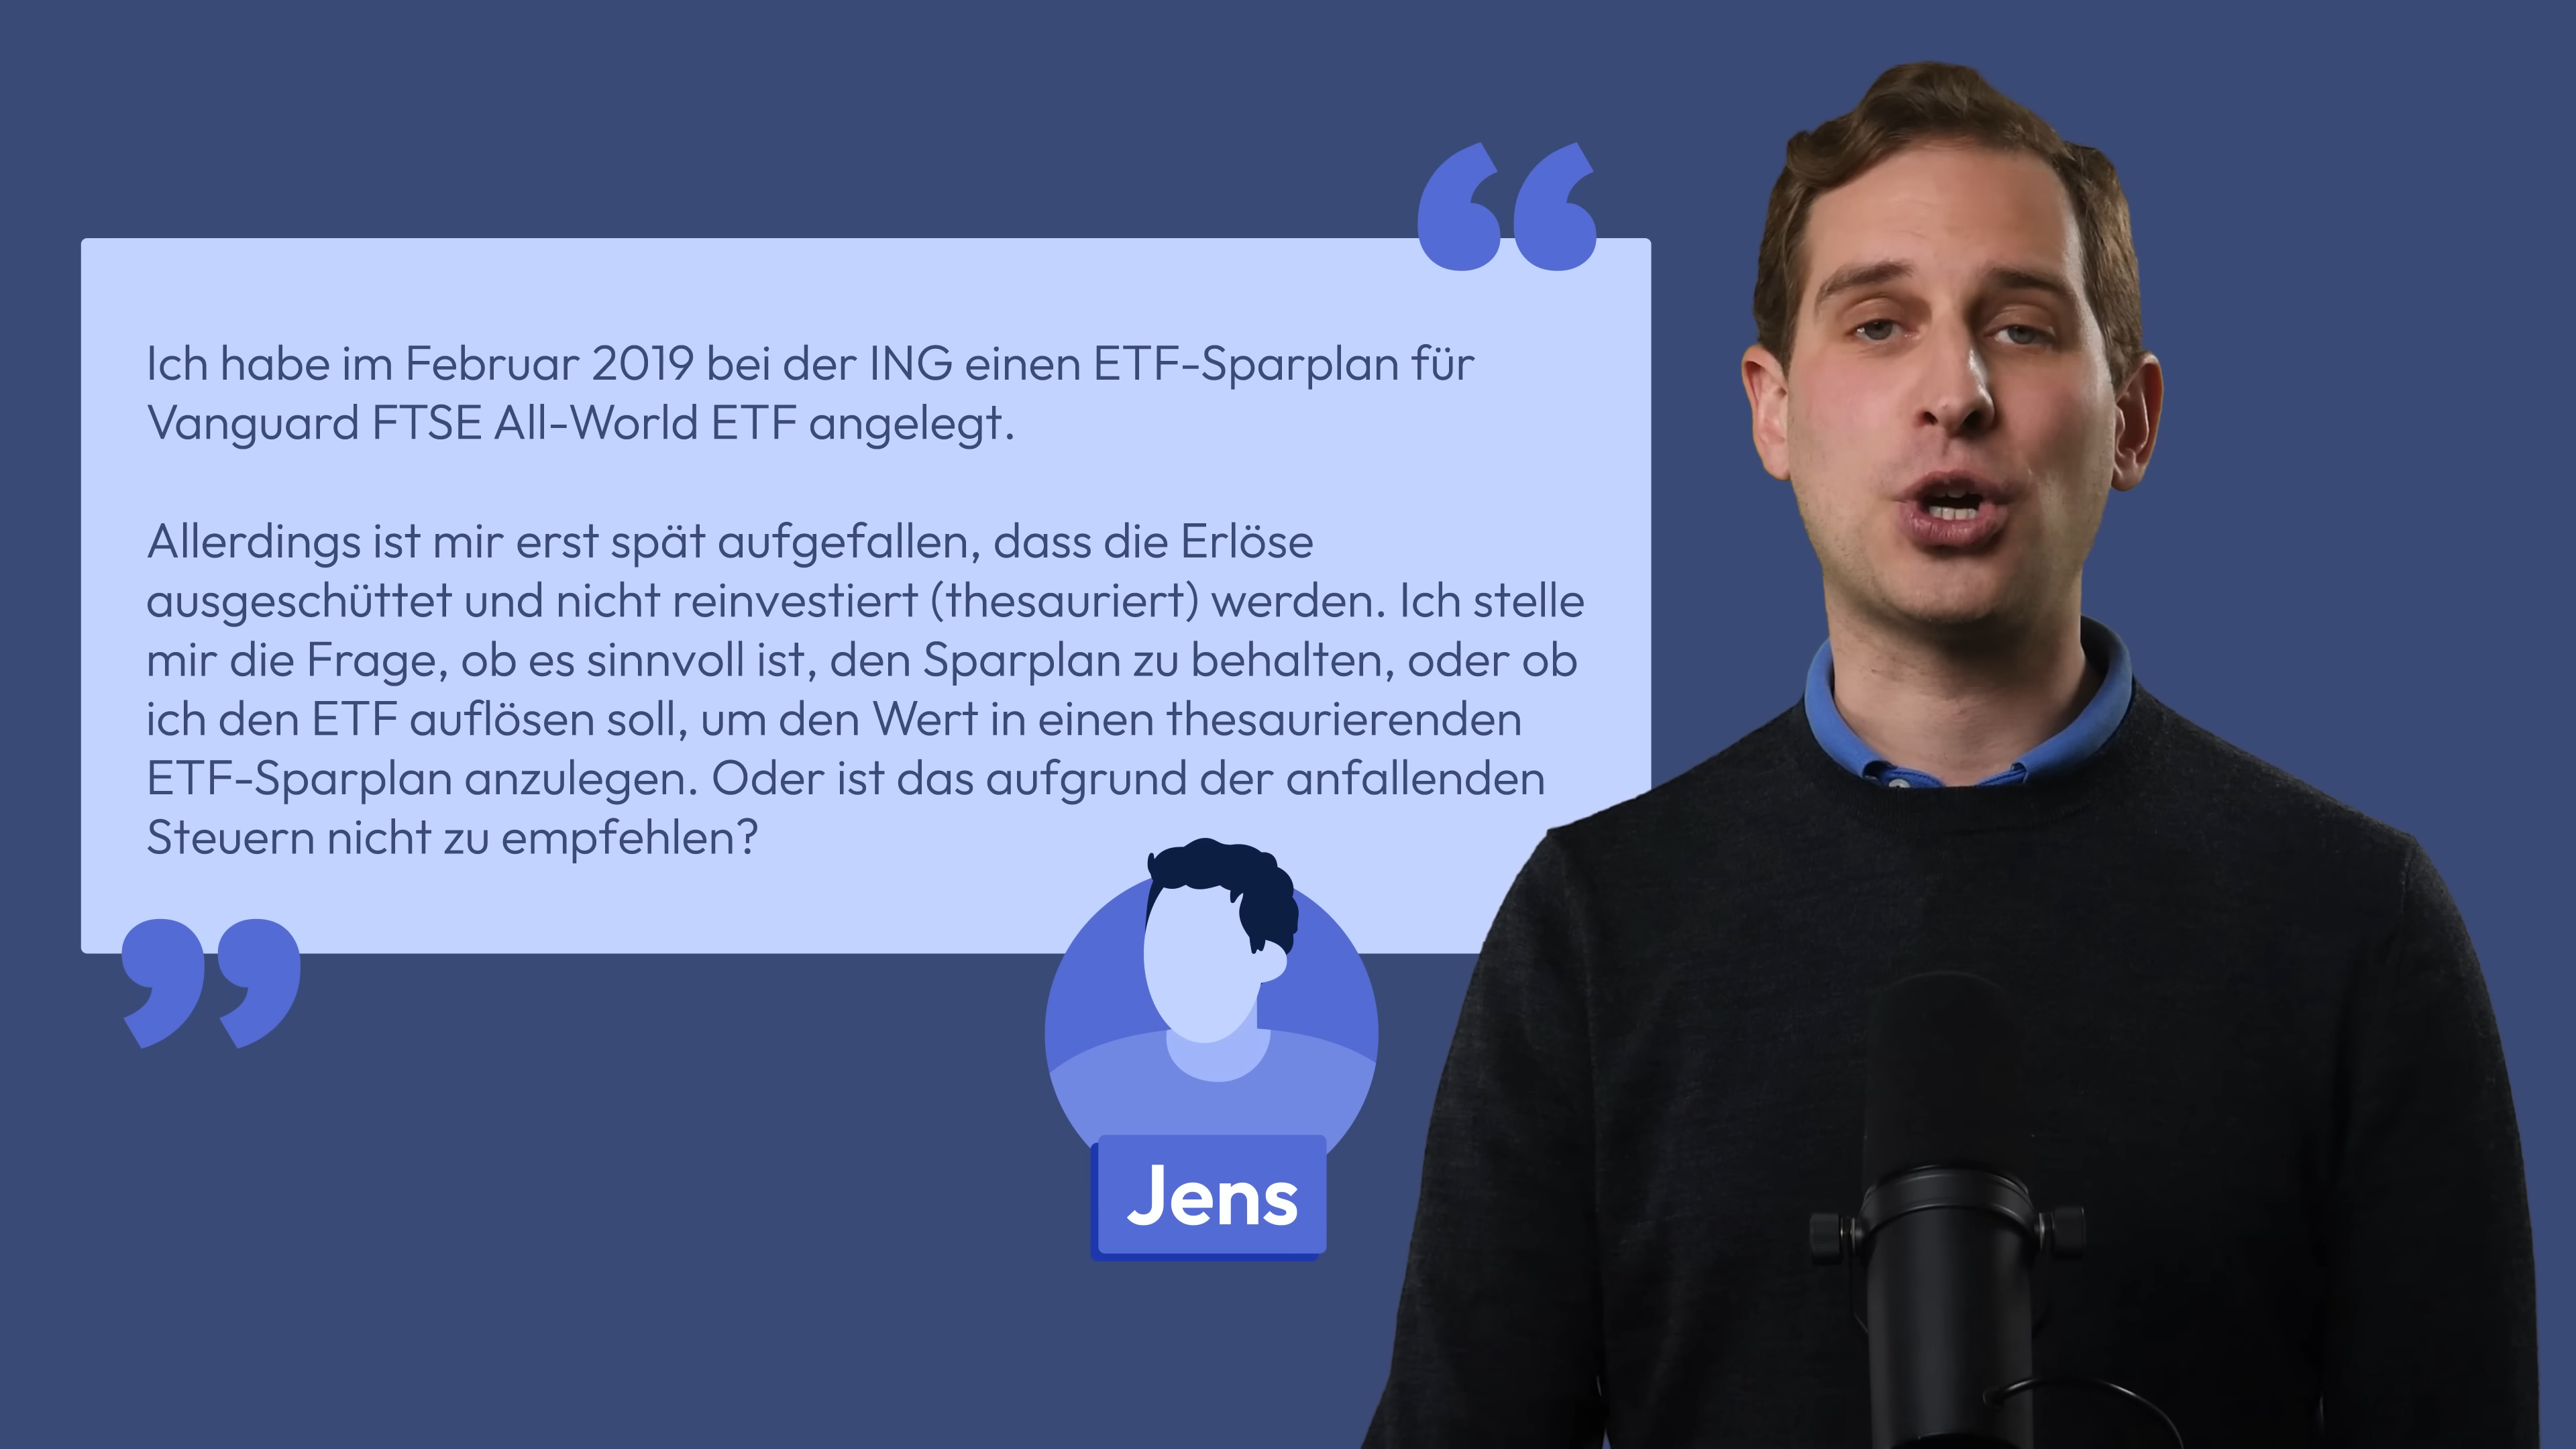 Ich habe im Februar 2019 bei der ING einen ETF-Sparplan für
Vanguard FTSE All-World ETF angelegt.
Allerdings ist mir erst spät aufgefallen, dass die Erlöse
ausgeschüttet und nicht reinvestiert (thesauriert) werden. Ich stelle
mir die Frage, ob es sinnvoll ist, den Sparplan zu behalten, oder ob
ich den ETF auflösen soll, um den Wert in einen thesaurierenden
ETF-Sparplan anzulegen. Oder ist das aufgrund der anfallenden
Steuern nicht zu empfehlen?
Jens